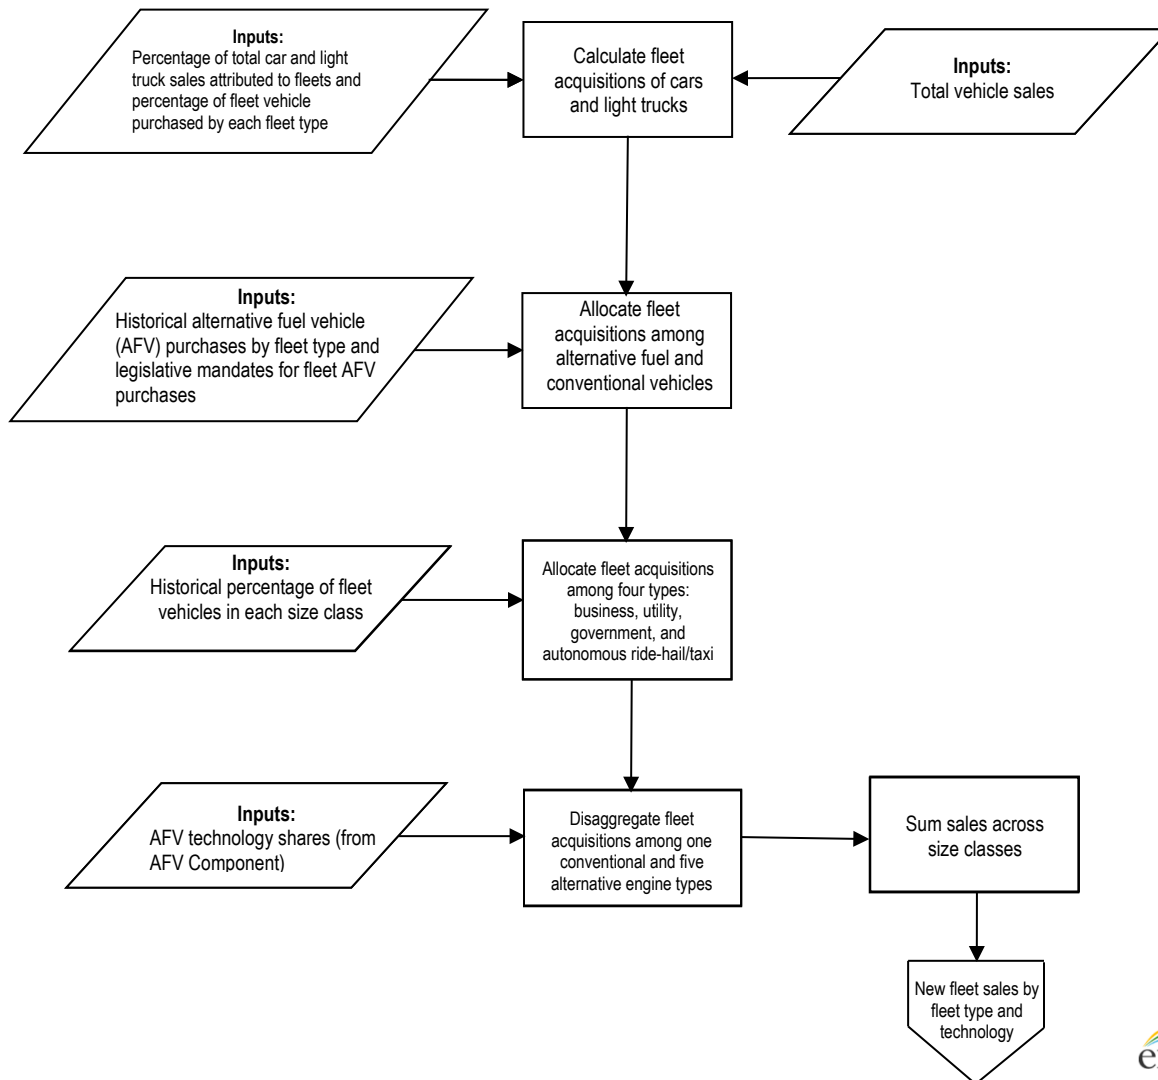 Inputs:
Percentage of total car and light
truck sales attributed to fleets and
percentage of fleet vehicle
purchased by each fleet type
Calculate fleet
acquisitions of cars
and light trucks
Inputs:
Total vehicle sales
Inputs:
Historical alternative fuel vehicle
(AFV) purchases by fleet type and
legislative mandates for fleet AFV
purchases
Allocate fleet
acquisitions among
alternative fuel and
conventional vehicles
Inputs:
Historical percentage of fleet
vehicles in each size class
Allocate fleet acquisitions
among four types:
business, utility,
government, and
autonomous ride-hail/taxi
Inputs:
AFV technology shares (from
AFV Component)
Disaggregate fleet
acquisitions among one
conventional and five
alternative engine types
Sum sales across
size classes
New fleet sales by
fleet type and
technology